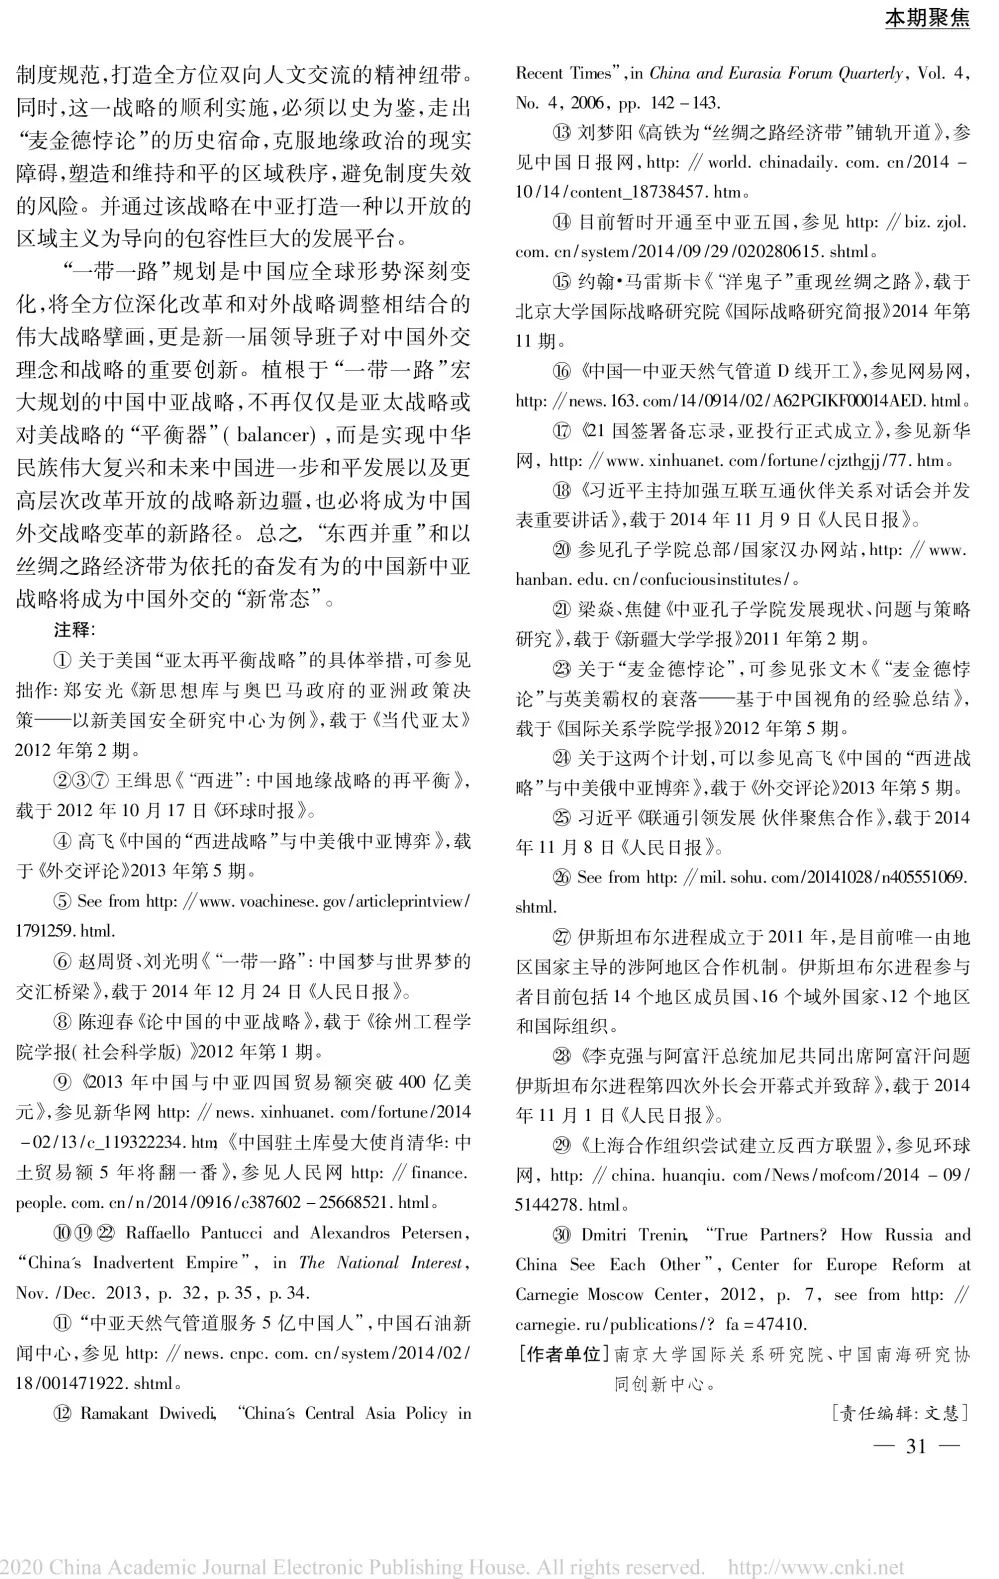 本期聚焦
制度规范,打造全方位双向人文交流的精神纽带。
同时,这一战略的顺利实施,必须以史为鉴,走出
“麦金德悖论”的历史宿命,克服地缘政治的现实
障碍,塑造和维持和平的区域秩序,避免制度失效
的风险。并通过该战略在中亚打造一种以开放的
区域主义为导向的包容性巨大的发展平台。
“一带一路”规划是中国应全球形势深刻变
化,将全方位深化改革和对外战略调整相结合的
伟大战略擘画,更是新一届领导班子对中国外交
理念和战略的重要创新。植根于“一带一路”宏
大规划的中国中亚战略,不再仅仅是亚太战略或
对美战略的“平衡器”( balancer) ,而是实现中华
民族伟大复兴和未来中国进一步和平发展以及更
高层次改革开放的战略新边疆,也必将成为中国
外交战略变革的新路径。总之, “东西并重”和以
丝绸之路经济带为依托的奋发有为的中国新中亚
战略将成为中国外交的“新常态”。
注释:
① 关于美国“亚太再平衡战略”的具体举措,可参见
拙作: 郑安光《新思想库与奥巴马政府的亚洲政策决
策——以新美国安全研究中心为例》,载于《当代亚太》
2012 年第 2 期。
②③⑦ 王缉思《“西进”: 中国地缘战略的再平衡》,
载于 2012 年 10 月 17 日《环球时报》。
④ 高飞《中国的“西进战略”与中美俄中亚博弈》,载
于《外交评论》2013 年第 5 期。
⑤ See from http: // www. voachinese. gov / articleprintview /
1791259. html.
⑥ 赵周贤、刘光明《“一带一路”: 中国梦与世界梦的
交汇桥梁》,载于 2014 年 12 月 24 日《人民日报》。
⑧ 陈迎春《论中国的中亚战略》,载于《徐州工程学
院学报( 社会科学版) 》2012 年第 1 期。
⑨《2013 年中国与中亚四国贸易额突破 400 亿美
元》,参见新华网 http: // news. xinhuanet. com / fortune / 2014
-02 / 13 / c_119322234. htm; 《中国驻土库曼大使肖清华: 中
土贸易额 5 年将翻一番》,参见人民网 http: // finance.
people. com. cn / n / 2014 / 0916 / c387602 - 25668521. html。
⑩⑲㉒ Raffaello Pantucci and Alexandros Petersen,
“China's Inadvertent Empire”, in The National Interest,
Nov. / Dec. 2013, p. 32, p. 35, p. 34.
⑪ “中亚天然气管道服务 5 亿中国人”,中国石油新
闻中心,参见 http: // news. cnpc. com. cn / system / 2014 / 02 /
18 / 001471922. shtml。
⑫ Ramakant Dwivedi, “China's Central Asia Policy in
Recent Times”,in China and Eurasia Forum Quarterly, Vol. 4,
No. 4, 2006, pp. 142 - 143.
⑬ 刘梦阳《高铁为“丝绸之路经济带”铺轨开道》,参
见中国日报网,http: // world. chinadaily. com. cn / 2014 -
10 / 14 / content_18738457. htm。
⑭ 目前暂时开通至中亚五国,参见 http: // biz. zjol.
com. cn / system / 2014 / 09 / 29 / 020280615. shtml。
⑮ 约翰•马雷斯卡《“洋鬼子”重现丝绸之路》,载于
北京大学国际战略研究院《国际战略研究简报》2014 年第
11 期。
⑯《中国—中亚天然气管道 D 线开工》,参见网易网,
http: // news. 163. com / 14 / 0914 / 02 / A62PGIKF00014AED. html。
⑰《21 国签署备忘录,亚投行正式成立》,参见新华
网, http: // www. xinhuanet. com / fortune / cjzthgjj / 77. htm。
⑱《习近平主持加强互联互通伙伴关系对话会并发
表重要讲话》,载于 2014 年 11 月 9 日《人民日报》。
⑳ 参见孔子学院总部 / 国家汉办网站,http: // www.
hanban. edu. cn / confuciousinstitutes / 。
㉑ 梁焱、焦健《中亚孔子学院发展现状、问题与策略
研究》,载于《新疆大学学报》2011 年第 2 期。
㉓ 关于“麦金德悖论”,可参见张文木《“麦金德悖
论”与英美霸权的衰落——基于中国视角的经验总结》,
载于《国际关系学院学报》2012 年第 5 期。
㉔ 关于这两个计划,可以参见高飞《中国的“西进战
略”与中美俄中亚博弈》,载于《外交评论》2013 年第 5 期。
㉕ 习近平《联通引领发展 伙伴聚焦合作》,载于 2014
年 11 月 8 日《人民日报》。
㉖ See from http: // mil. sohu. com / 20141028 / n405551069.
shtml.
㉗ 伊斯坦布尔进程成立于 2011 年,是目前唯一由地
区国家主导的涉阿地区合作机制。伊斯坦布尔进程参与
者目前包括 14 个地区成员国、16 个域外国家、12 个地区
和国际组织。
㉘《李克强与阿富汗总统加尼共同出席阿富汗问题
伊斯坦布尔进程第四次外长会开幕式并致辞》,载于 2014
年 11 月 1 日《人民日报》。
㉙《上海合作组织尝试建立反西方联盟》,参见环球
网, http: // china. huanqiu. com / News / mofcom / 2014 - 09 /
5144278. html。
㉚ Dmitri Trenin, “True Partners? How Russia and
China See Each Other”, Center for Europe Reform at
Carnegie Moscow Center, 2012, p. 7, see from http: //
carnegie. ru / publications / ? fa = 47410.
[作者单位]南京大学国际关系研究院、中国南海研究协
同创新中心。
[责任编辑: 文慧]
— 31 —
2020 China Academic Journal Electronic Publishing House. All rights reserved. http://www.cnki.net